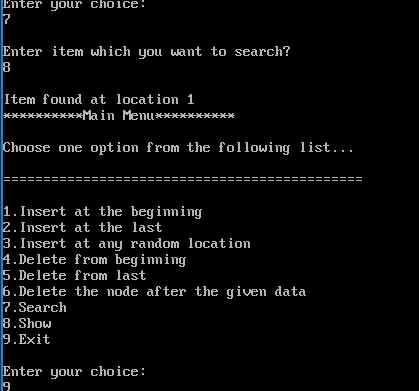 Enter your choice:
7
Enter item which you want to search?
8
Item found at location 1
**********Main Menu**********
Choose one option from the following list...
=============================================
1.Insert at the beginning
2.Insert at the last
3.Insert at any random location
4.Delete from beginning
5.Delete from last
6.Delete the node after the given data
7.Search
8.Show
9.Exit
Enter your choice:
9